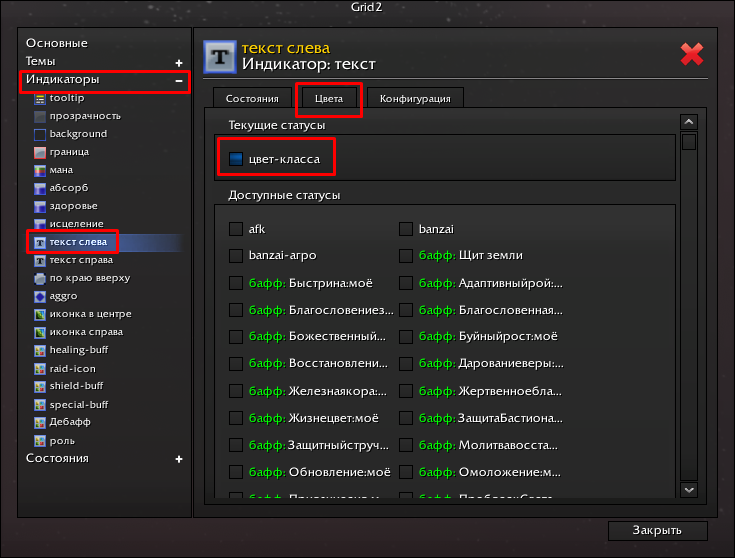 Grid2
Основные
Темы +
Индикаторы –
tooltip
прозрачность
background
граница
мана
абсорб
здоровье
исцеление
текст слева
текст справа
по краю вверху
aggro
иконка в центре
иконка справа
healing-buff
raid-icon
shield-buff
special-buff
Дебафф
роль
Состояния +
текст слева
Индикатор: текст
Состояния Цвета Конфигурация
Текущие статусы
цвет-класса
Доступные статусы
afk banzai
banzai-агро бафф: Щит земли
бафф: Быстрина:моё бафф: Адаптивныйрой:...
бафф: Благословениез... бафф: Благословенная...
бафф: Божественный... бафф: Буйныйрост:моё
бафф: Восстановлени... бафф: Дарованиеверы:...
бафф: Железнаякора:... бафф: Жертвенноебла...
бафф: Жизнецвет:моё бафф: ЗащитаБастиона...
бафф: Защитныйструч... бафф: Молитвавосста...
бафф: Обновление:моё бафф: Омоложение:м...
бафф: бафф:
Закрыть